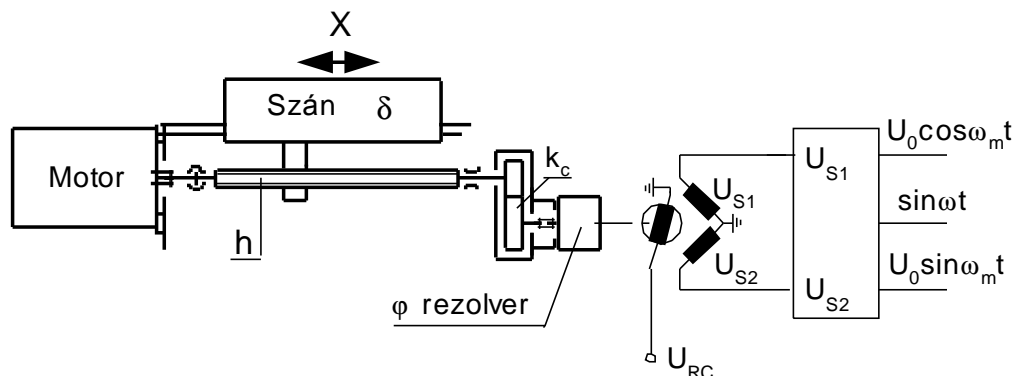 X
Szán δ
Motor
h
k_c
φ rezolver
U_S1
U_S2
U_RC
U_S1
U_S2
U_0cosω_mt
sinωt
U_0sinω_mt